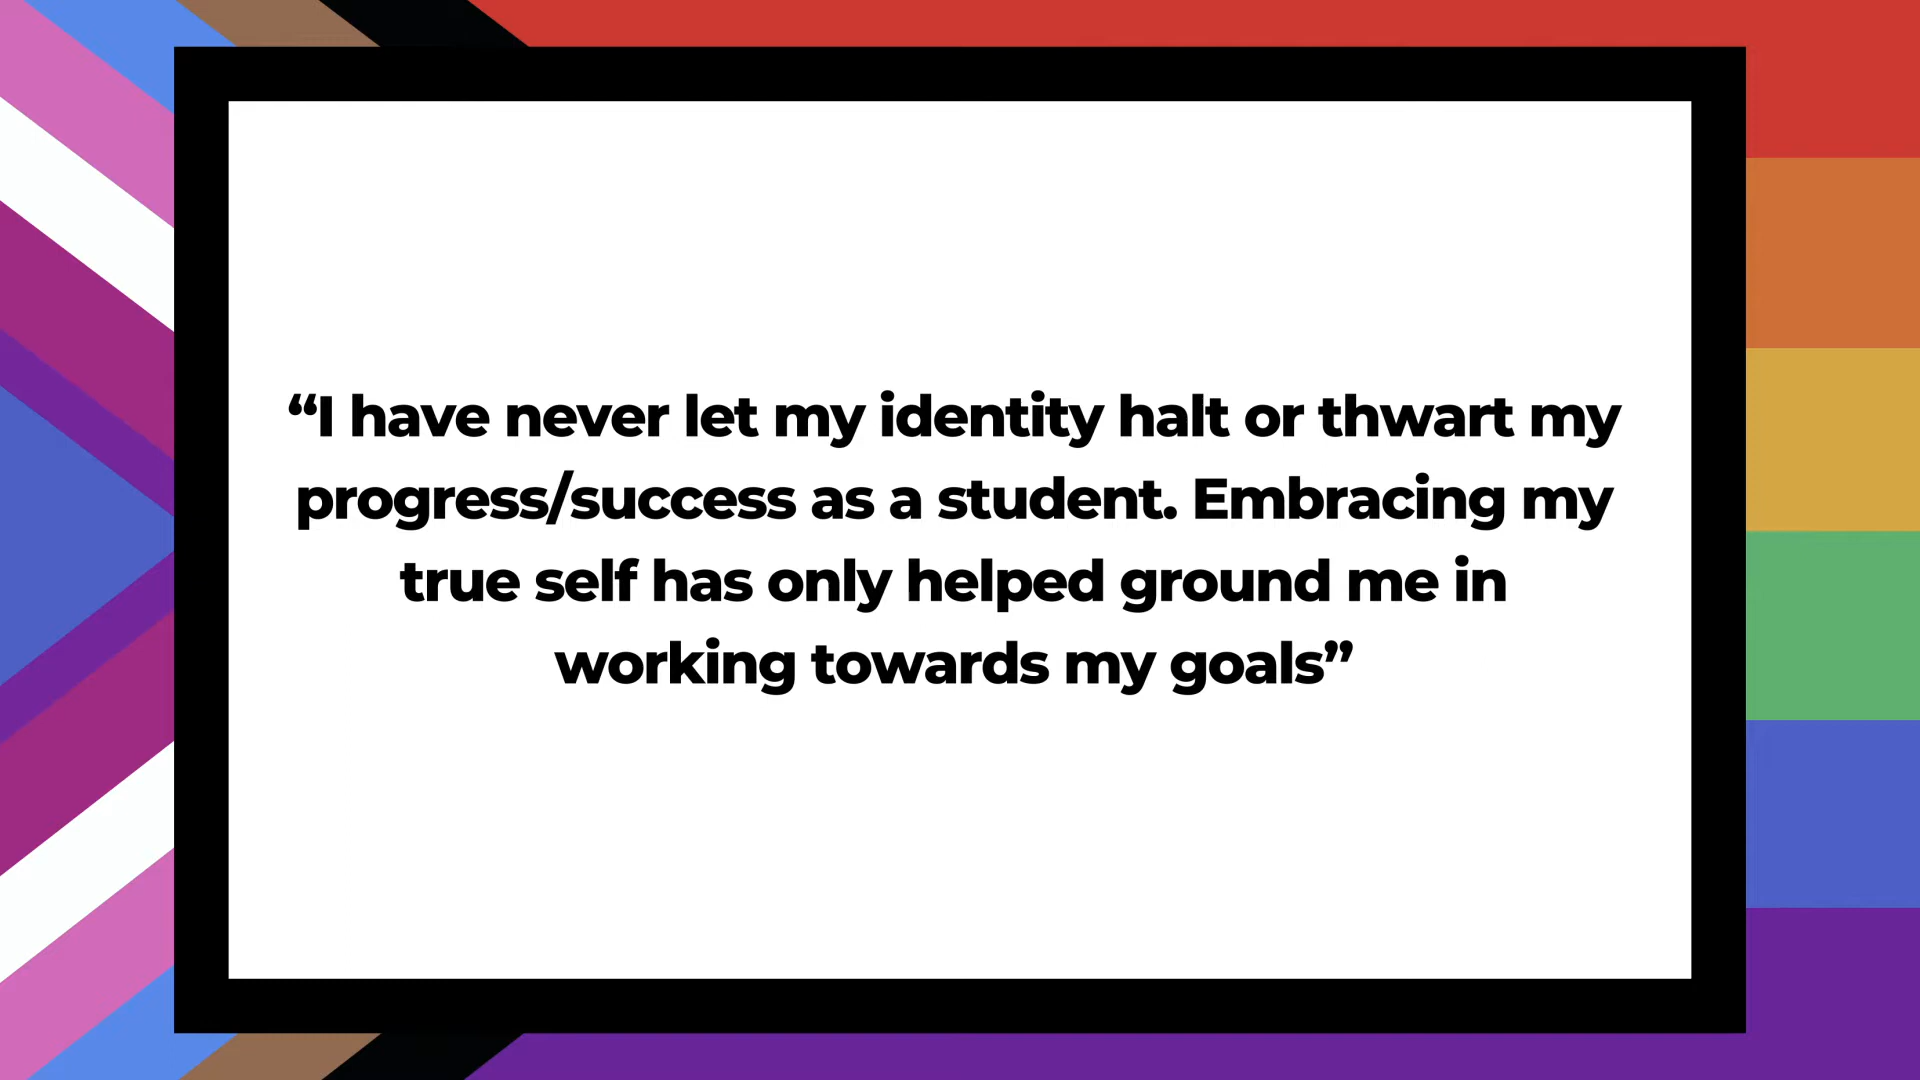 “I have never let my identity halt or thwart my
progress/success as a student. Embracing my
true self has only helped ground me in
working towards my goals”